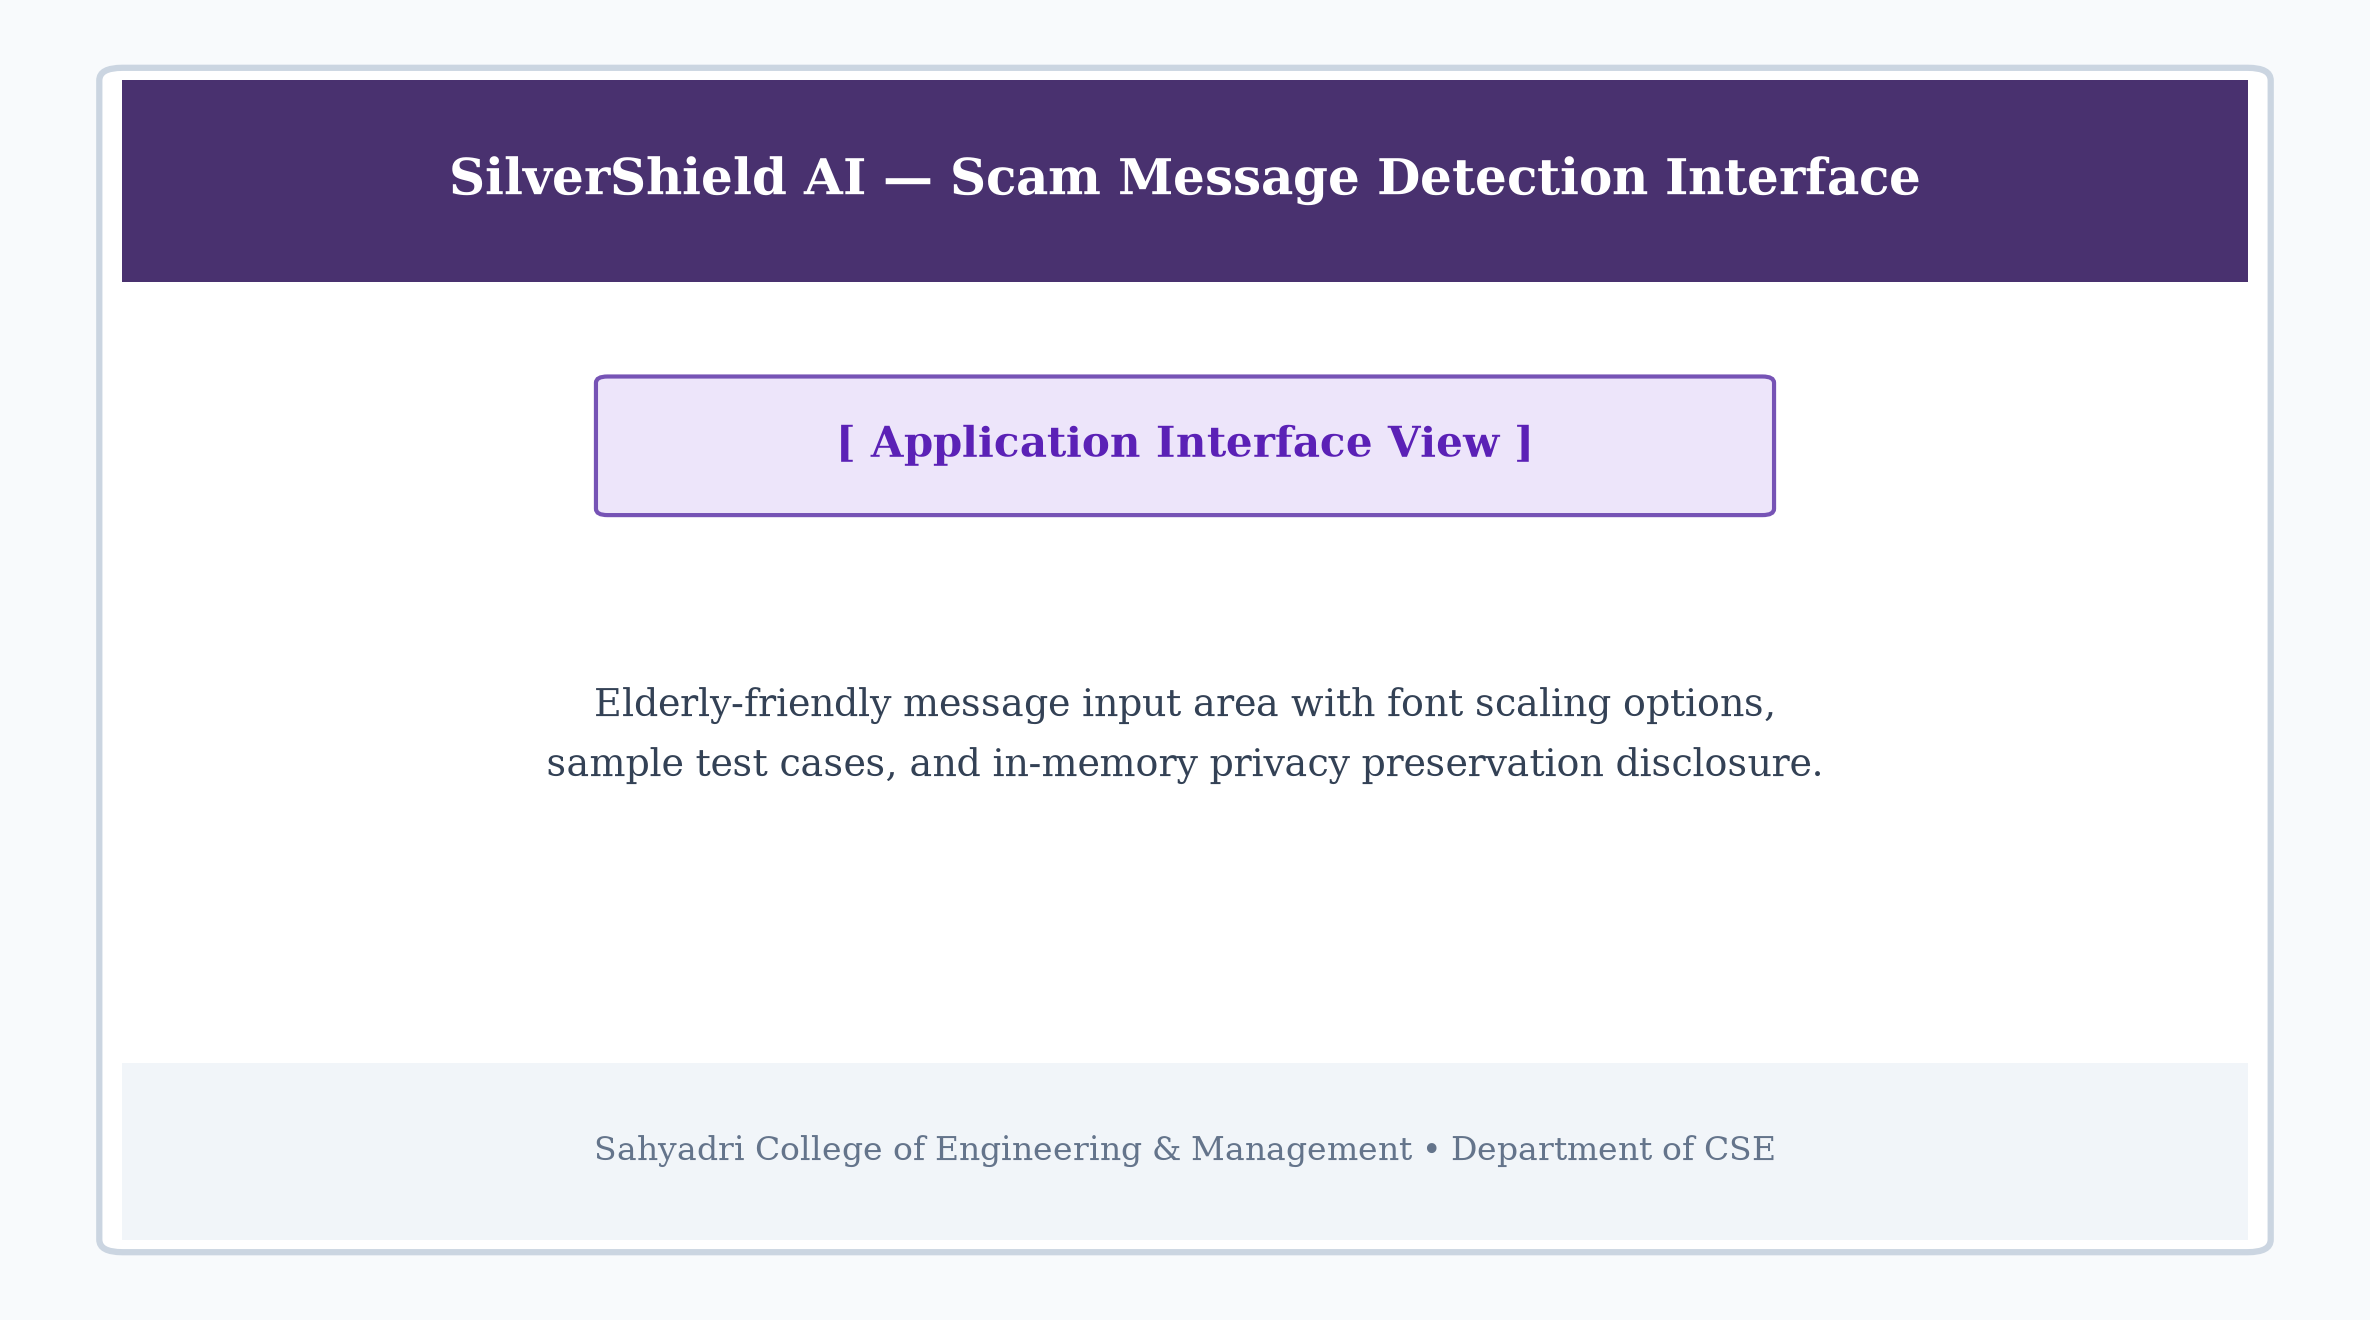 SilverShield AI — Scam Message Detection Interface
[ Application Interface View ]
Elderly-friendly message input area with font scaling options,
sample test cases, and in-memory privacy preservation disclosure.
Sahyadri College of Engineering & Management • Department of CSE